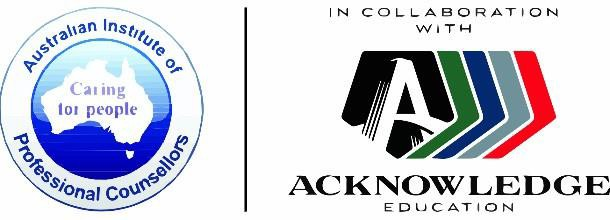 Australian Institute of
Caring
for people
Professional Counsellors
IN COLLABORATION
WITH
A
ACKNOWLEDGE
EDUCATION